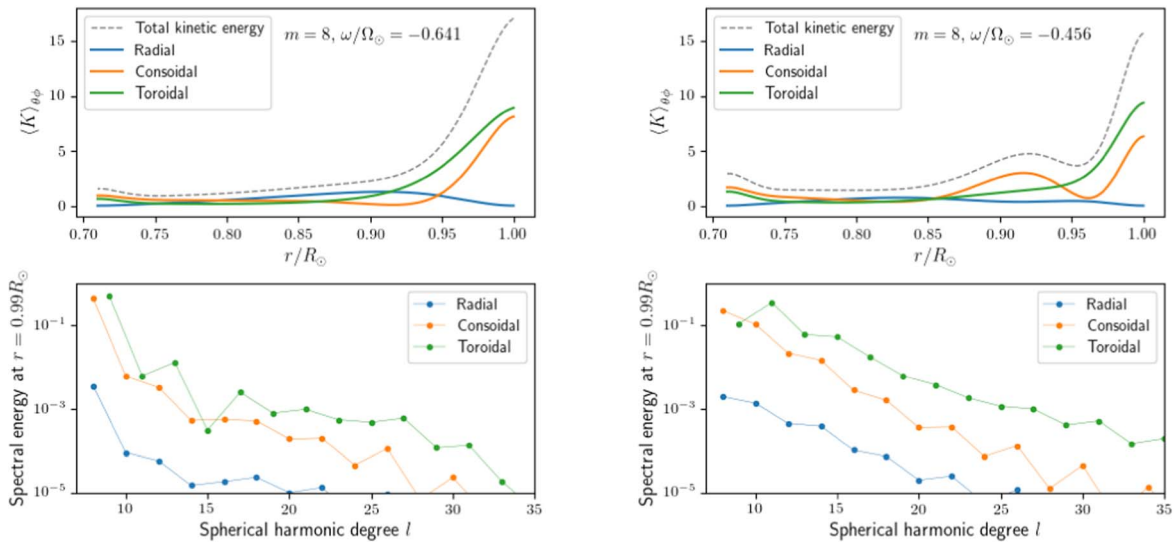 Total kinetic energy
Radial
Consoidal
Toroidal
m = 8, ω/Ω⊙ = −0.641
15
10
5
0
⟨K⟩θϕ
0.70 0.75 0.80 0.85 0.90 0.95 1.00
r/R⊙
Total kinetic energy
Radial
Consoidal
Toroidal
m = 8, ω/Ω⊙ = −0.456
15
10
5
0
⟨K⟩θϕ
0.70 0.75 0.80 0.85 0.90 0.95 1.00
r/R⊙
Spectral energy at r = 0.99R⊙
10⁻¹
10⁻³
10⁻⁵
Radial
Consoidal
Toroidal
10 15 20 25 30 35
Spherical harmonic degree l
Spectral energy at r = 0.99R⊙
10⁻¹
10⁻³
10⁻⁵
Radial
Consoidal
Toroidal
10 15 20 25 30 35
Spherical harmonic degree l